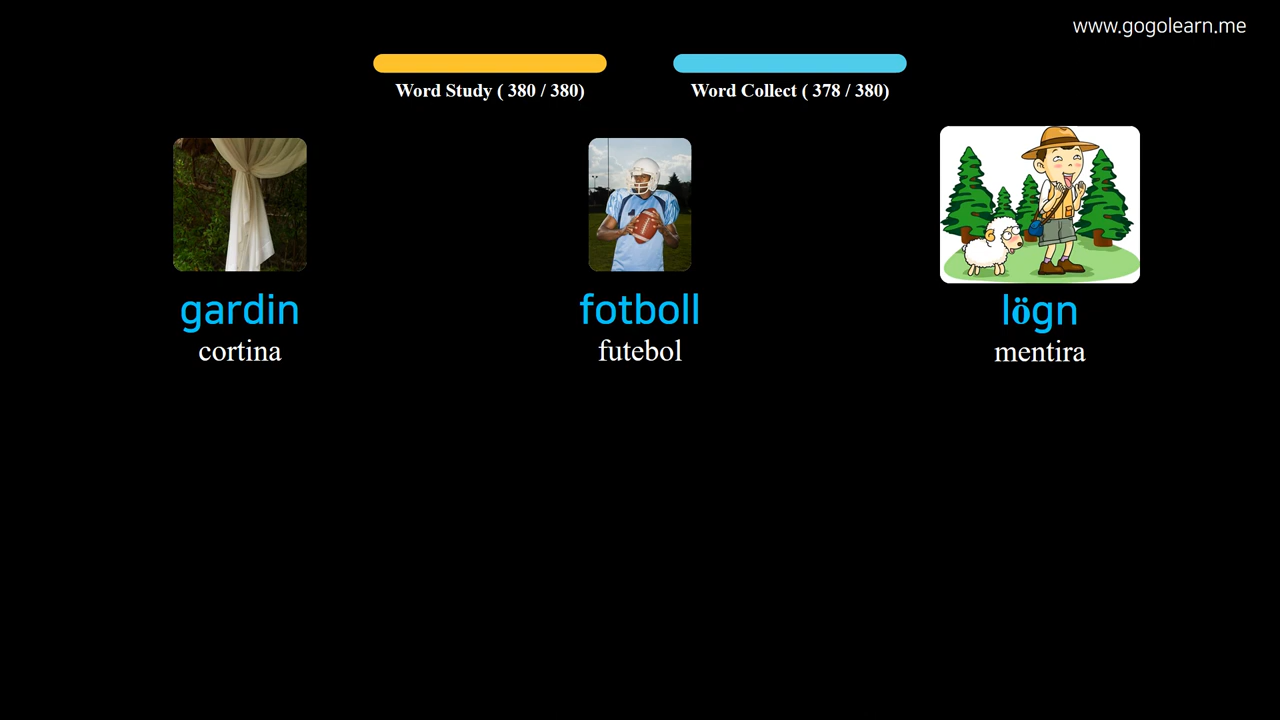 www.gogolearn.me
Word Study ( 380 / 380)
Word Collect ( 378 / 380)
gardin
cortina
fotboll
futebol
lögn
mentira